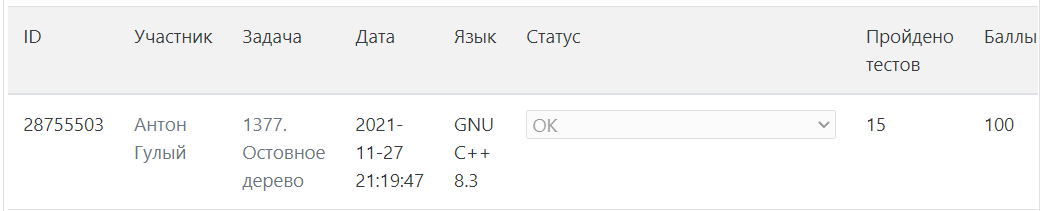 ID Участник Задача Дата Язык Статус Пройдено Баллы
тестов
28755503 Антон 1377. 2021- GNU OK 15 100
Гулый Остовное 11-27 C++
дерево 21:19:47 8.3